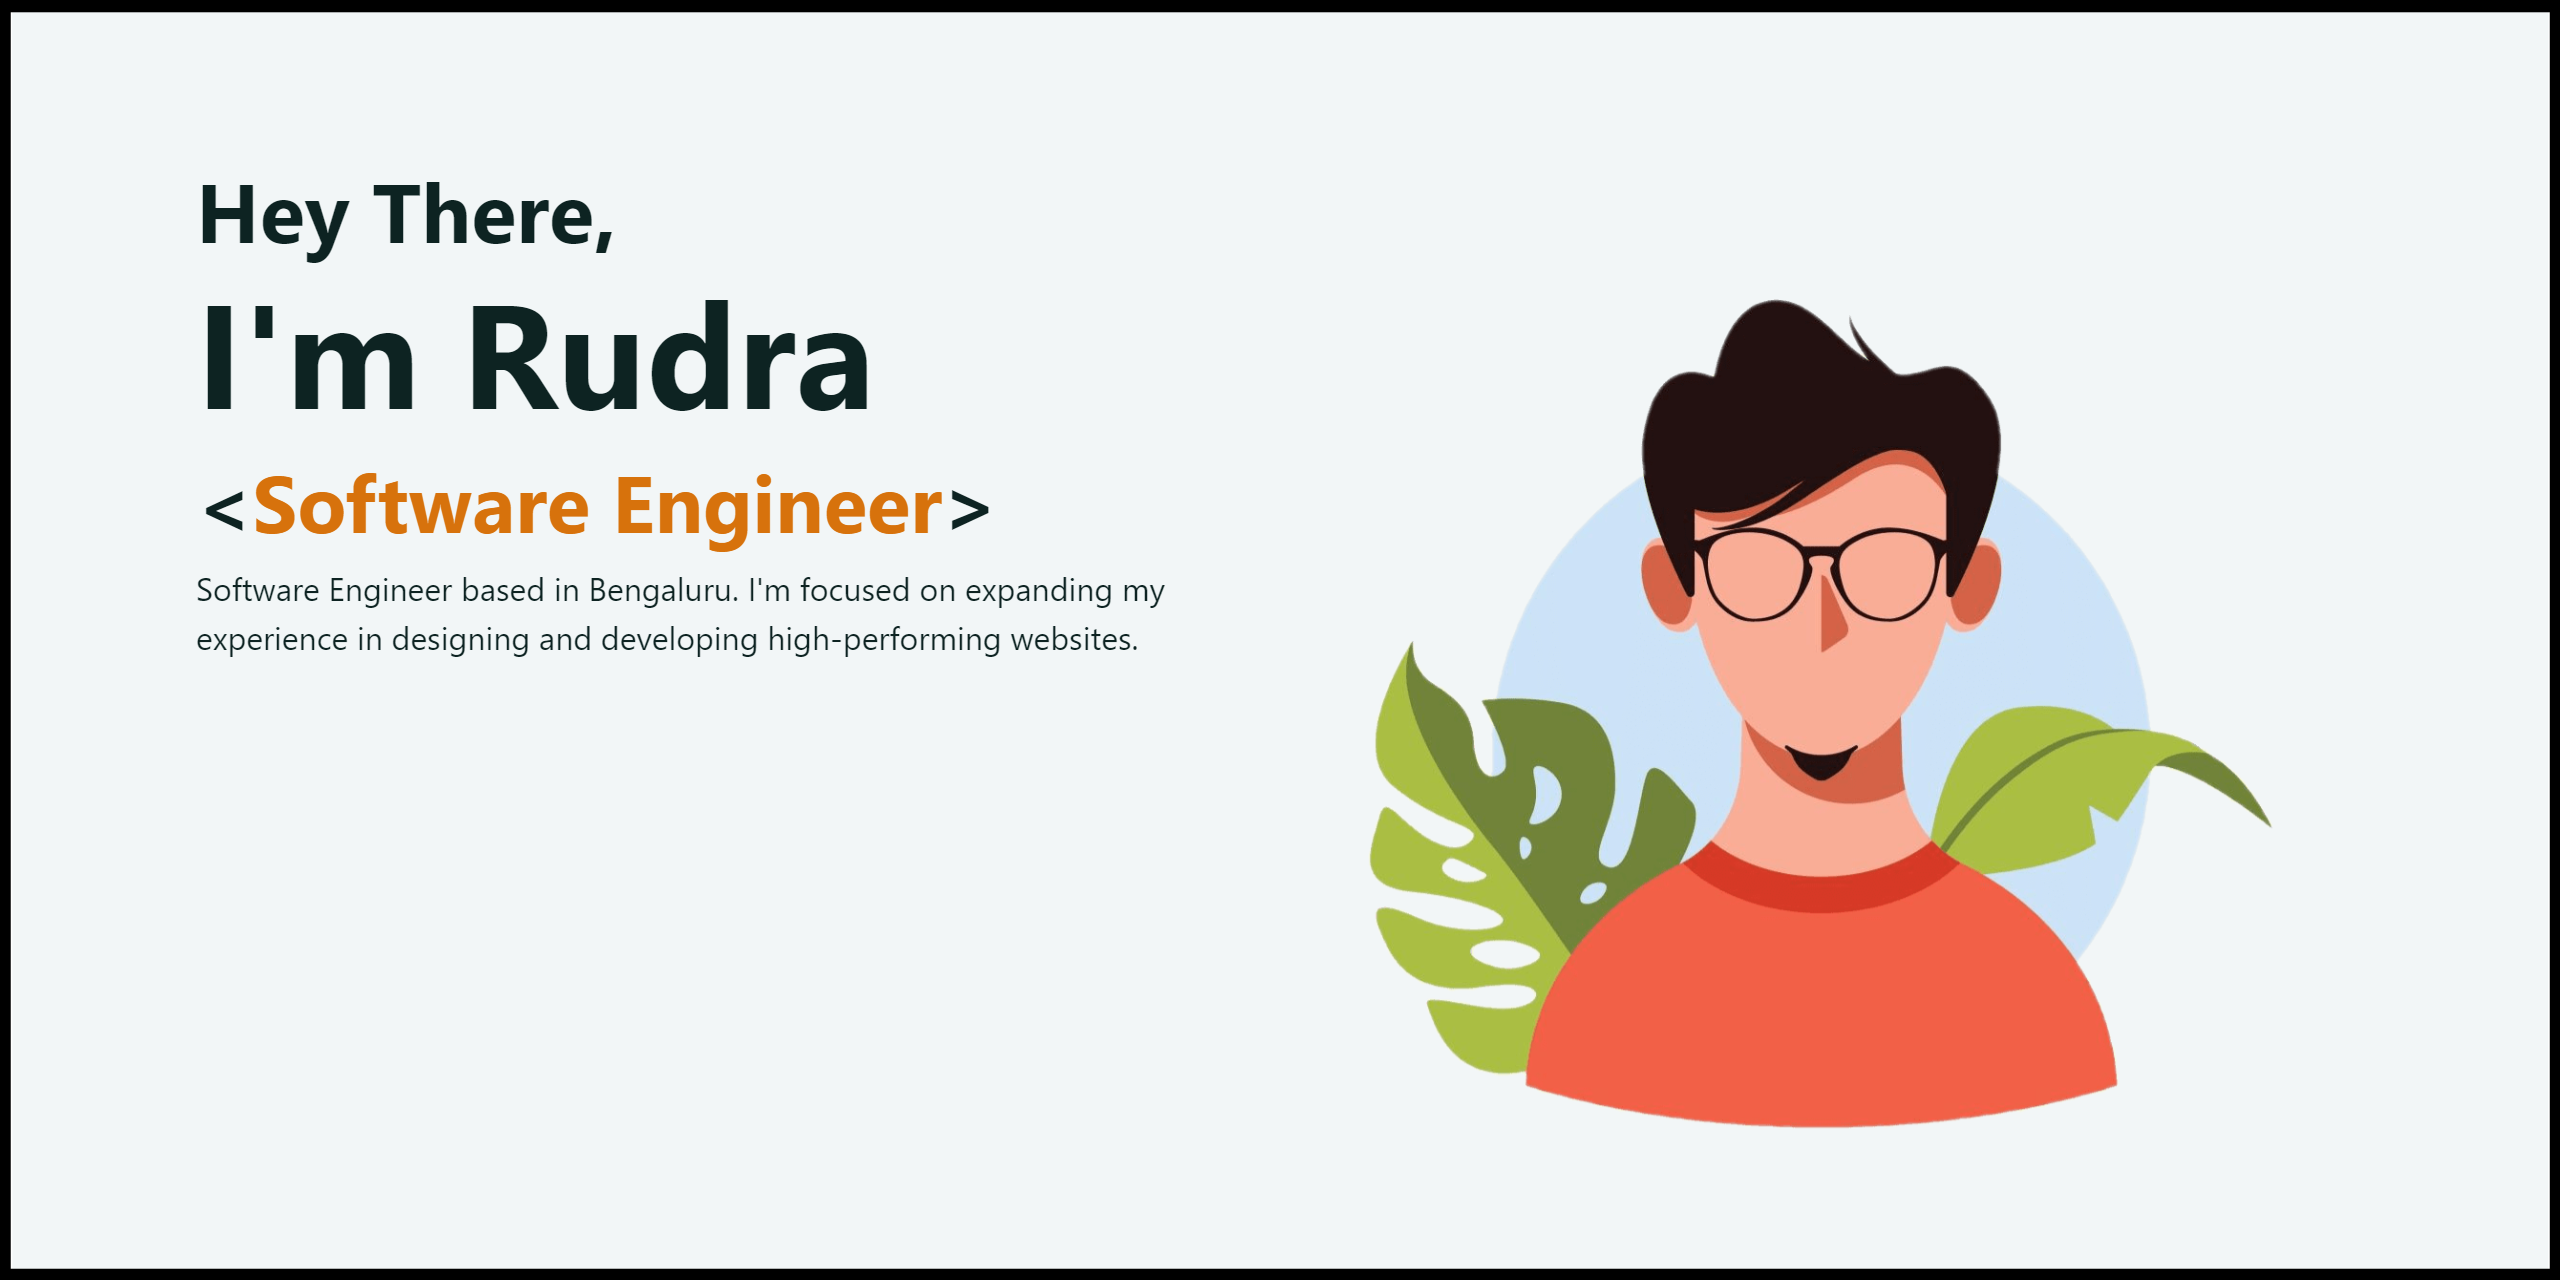 Hey There,
I'm Rudra
<Software Engineer>
Software Engineer based in Bengaluru. I'm focused on expanding my
experience in designing and developing high-performing websites.